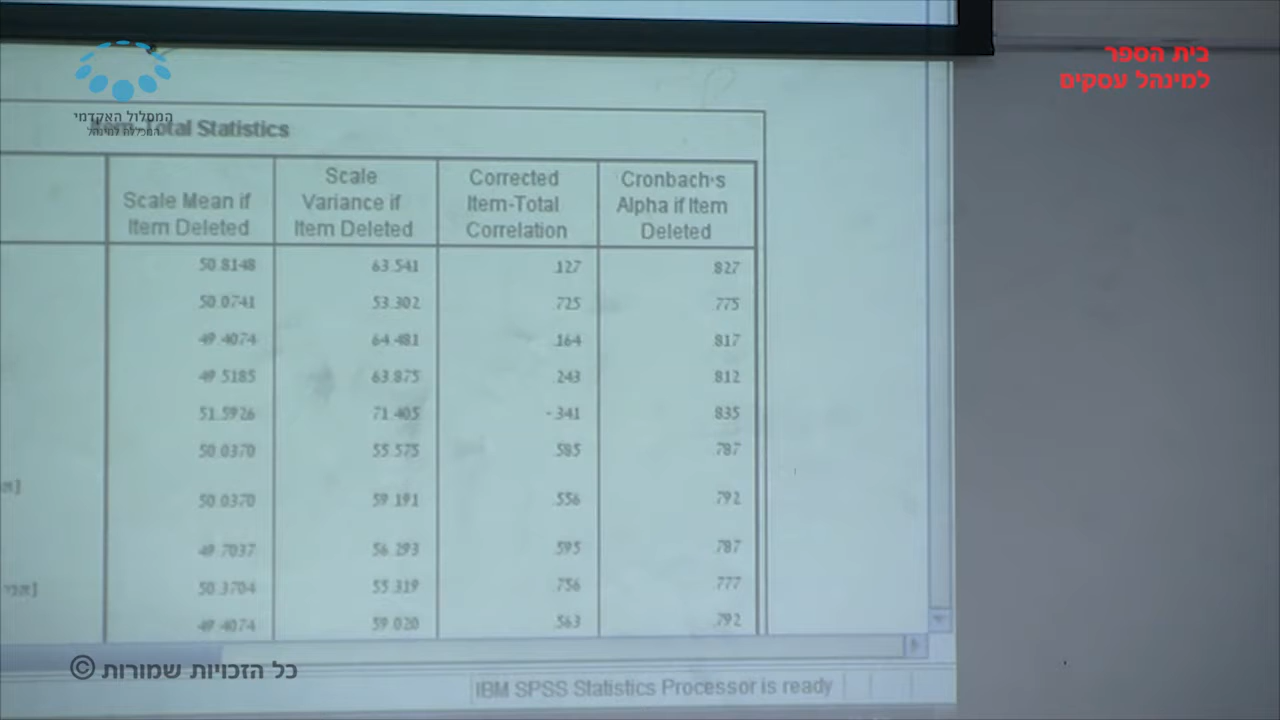 בית הספר
למינהל עסקים
המסלול האקדמי
המכללה למינהל
Item-Total Statistics
Scale Mean if Item Deleted
Scale Variance if Item Deleted
Corrected Item-Total Correlation
Cronbach's Alpha if Item Deleted
50.8148 63.541 .127 .827
50.0741 53.302 .725 .775
49.4074 64.481 .164 .817
49.5185 63.875 .243 .812
51.5926 71.405 -.341 .835
50.0370 55.575 .585 .787
50.0370 59.191 .556 .792
49.7037 56.293 .595 .787
50.3704 55.319 .756 .777
49.4074 59.020 .563 .792
כל הזכויות שמורות ©
IBM SPSS Statistics Processor is ready